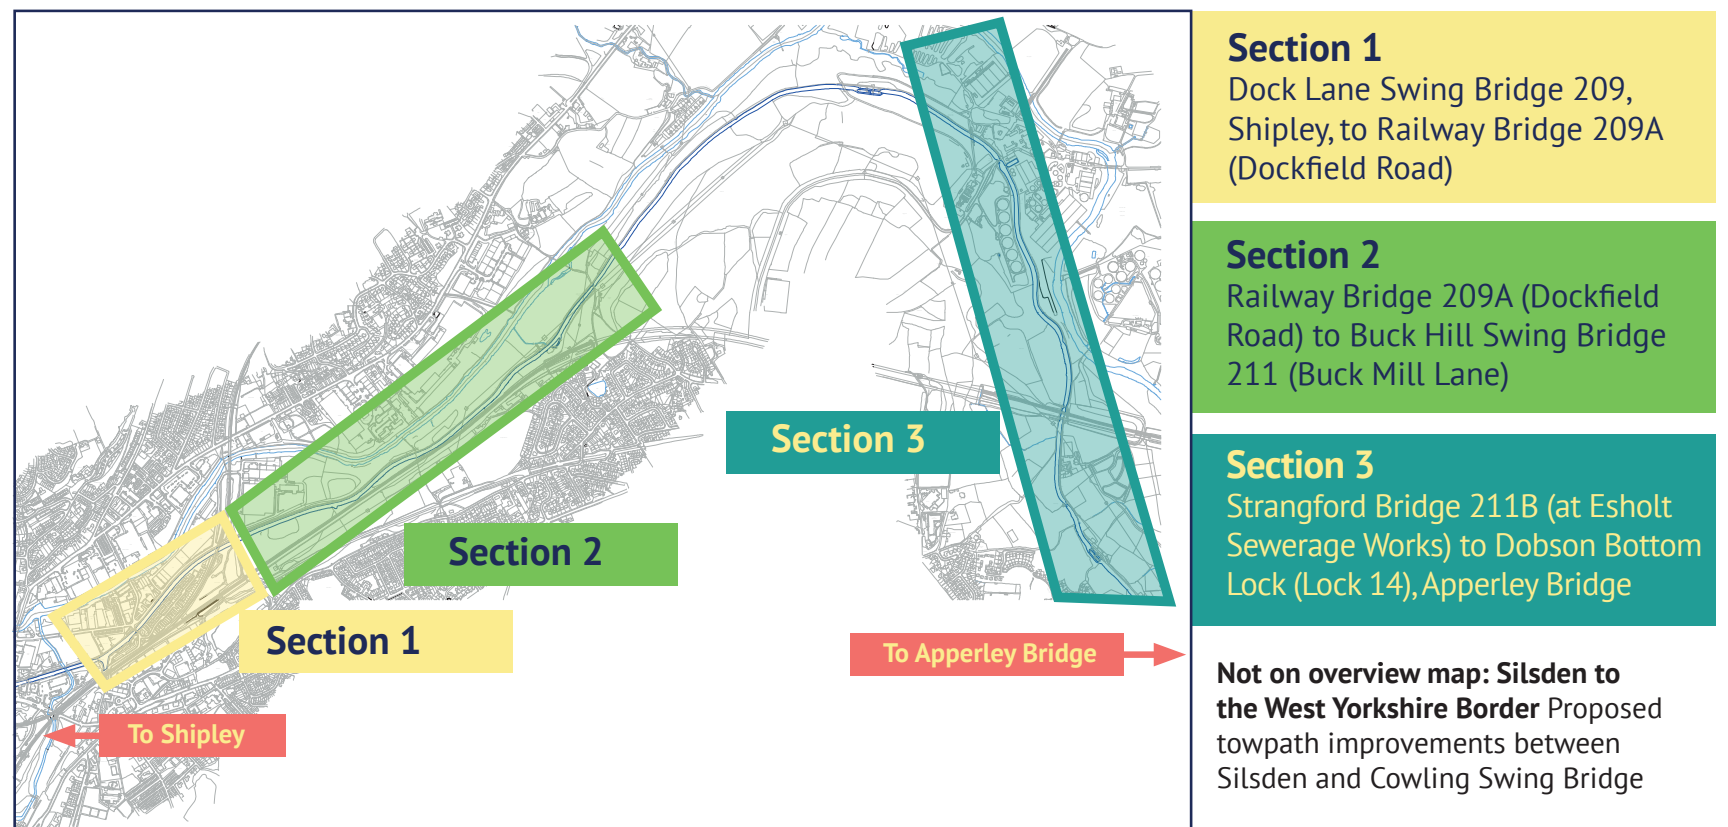 Section 1
Dock Lane Swing Bridge 209,
Shipley, to Railway Bridge 209A
(Dockfield Road)
Section 2
Railway Bridge 209A (Dockfield
Road) to Buck Hill Swing Bridge
211 (Buck Mill Lane)
Section 3
Strangford Bridge 211B (at Esholt
Sewerage Works) to Dobson Bottom
Lock (Lock 14), Apperley Bridge
Not on overview map: Silsden to
the West Yorkshire Border Proposed
towpath improvements between
Silsden and Cowling Swing Bridge
Section 3
Section 2
Section 1
To Apperley Bridge
To Shipley